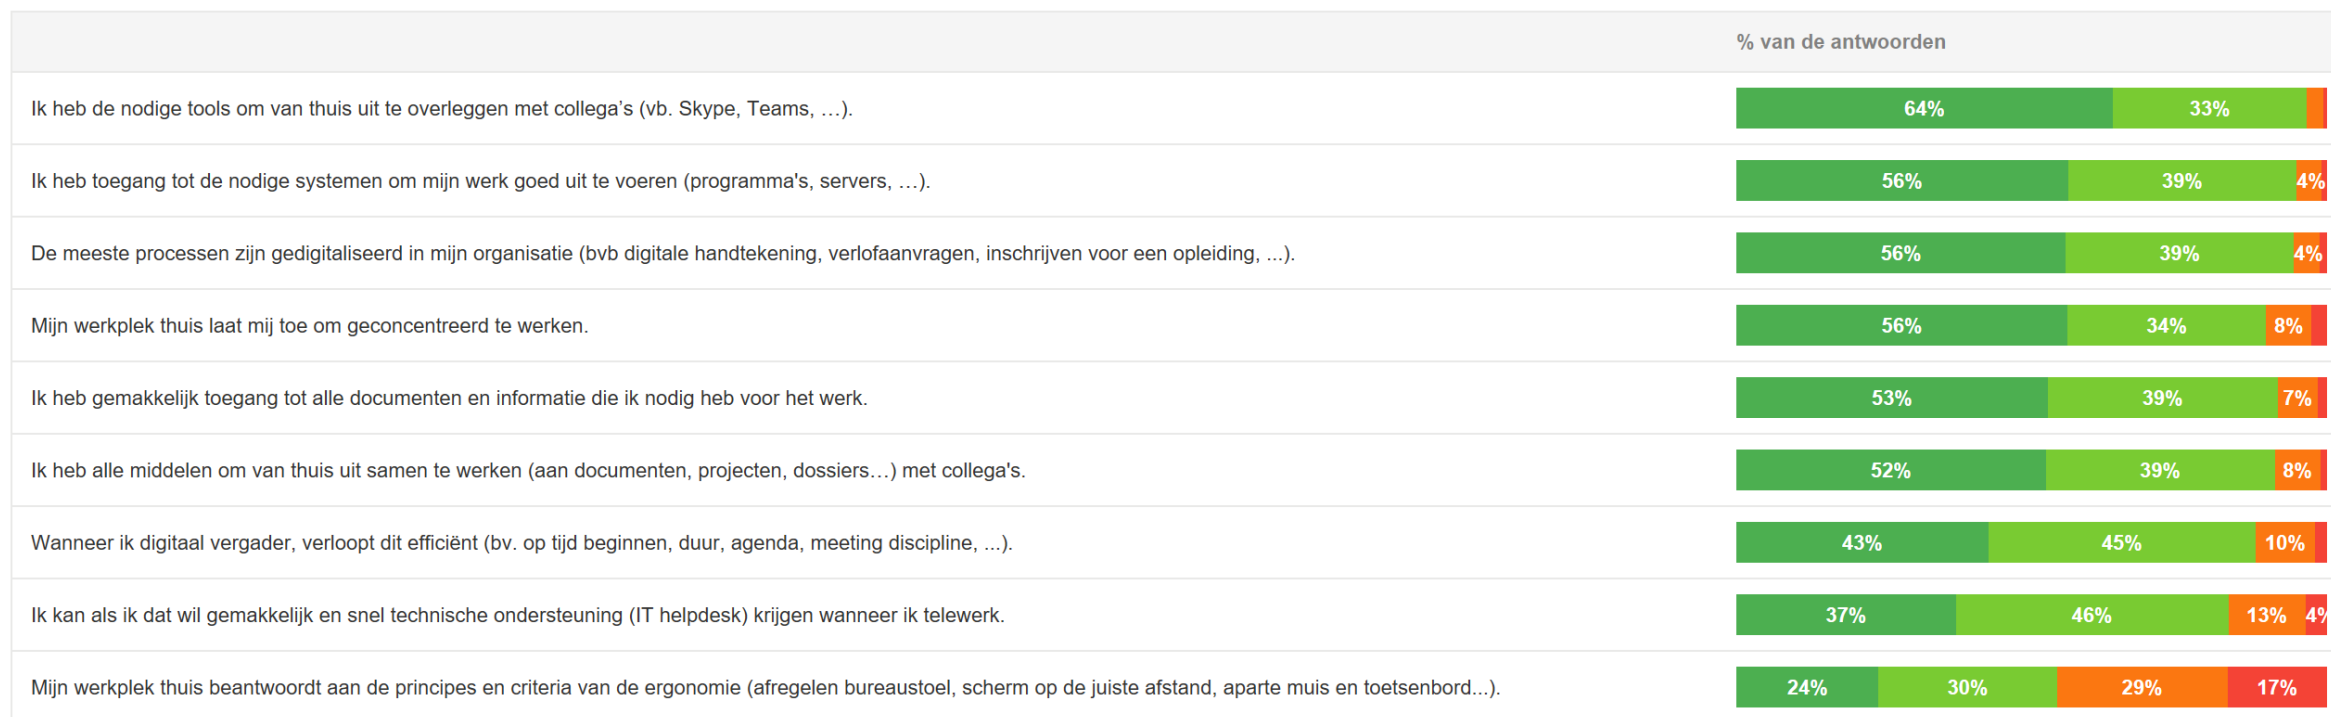 % van de antwoorden
Ik heb de nodige tools om van thuis uit te overleggen met collega’s (vb. Skype, Teams, …). 64% 33%
Ik heb toegang tot de nodige systemen om mijn werk goed uit te voeren (programma's, servers, …). 56% 39% 4%
De meeste processen zijn gedigitaliseerd in mijn organisatie (bvb digitale handtekening, verlofaanvragen, inschrijven voor een opleiding, ...). 56% 39% 4%
Mijn werkplek thuis laat mij toe om geconcentreerd te werken. 56% 34% 8%
Ik heb gemakkelijk toegang tot alle documenten en informatie die ik nodig heb voor het werk. 53% 39% 7%
Ik heb alle middelen om van thuis uit samen te werken (aan documenten, projecten, dossiers…) met collega's. 52% 39% 8%
Wanneer ik digitaal vergader, verloopt dit efficiënt (bv. op tijd beginnen, duur, agenda, meeting discipline, ...). 43% 45% 10%
Ik kan als ik dat wil gemakkelijk en snel technische ondersteuning (IT helpdesk) krijgen wanneer ik telewerk. 37% 46% 13% 4%
Mijn werkplek thuis beantwoordt aan de principes en criteria van de ergonomie (afregelen bureaustoel, scherm op de juiste afstand, aparte muis en toetsenbord...). 24% 30% 29% 17%